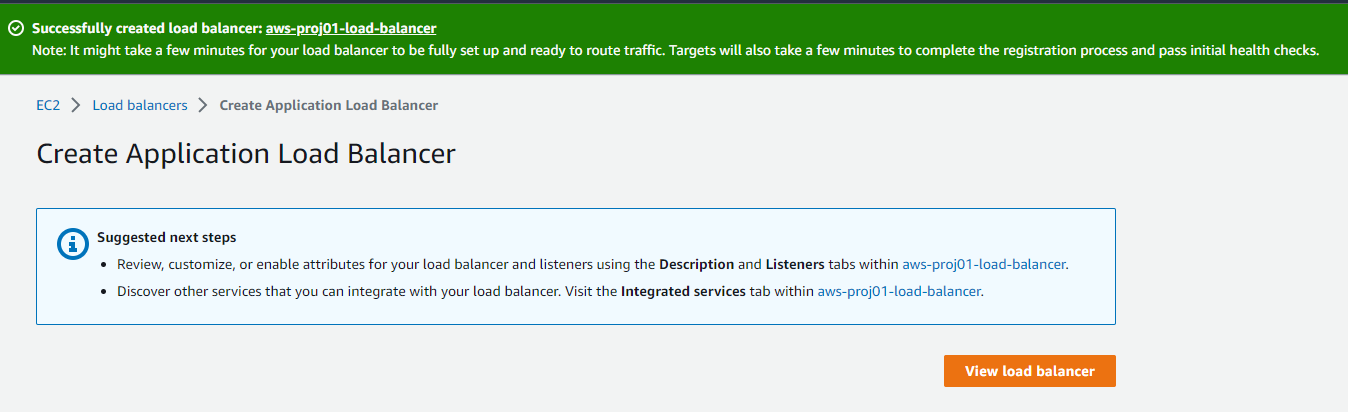 Successfully created load balancer: aws-proj01-load-balancer
Note: It might take a few minutes for your load balancer to be fully set up and ready to route traffic. Targets will also take a few minutes to complete the registration process and pass initial health checks.
EC2 > Load balancers > Create Application Load Balancer
Create Application Load Balancer
Suggested next steps
• Review, customize, or enable attributes for your load balancer and listeners using the Description and Listeners tabs within aws-proj01-load-balancer.
• Discover other services that you can integrate with your load balancer. Visit the Integrated services tab within aws-proj01-load-balancer.
View load balancer